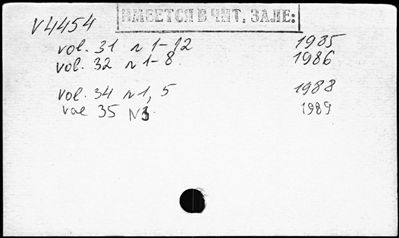 V4454
ИМЕЕТСЯ В ЧИТ. ЗАЛЕ:
vol. 31 N 1-12 1985
vol. 32 N 1-8 1986
vol. 34 N 1, 5 1988
vol 35 N3 1989